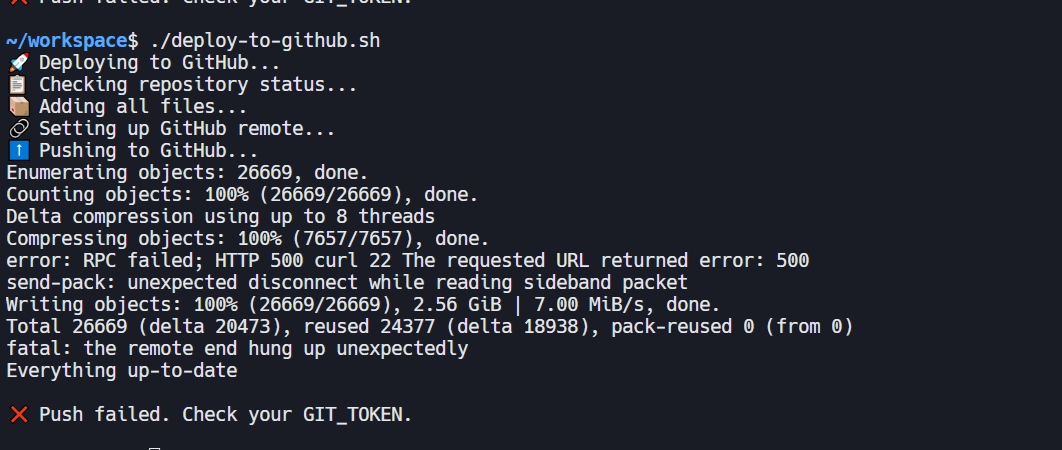 ❌ Push failed. Check your GIT_TOKEN.
~/workspace$ ./deploy-to-github.sh
🚀 Deploying to GitHub...
📋 Checking repository status...
📦 Adding all files...
🔗 Setting up GitHub remote...
⬆️ Pushing to GitHub...
Enumerating objects: 26669, done.
Counting objects: 100% (26669/26669), done.
Delta compression using up to 8 threads
Compressing objects: 100% (7657/7657), done.
error: RPC failed; HTTP 500 curl 22 The requested URL returned error: 500
send-pack: unexpected disconnect while reading sideband packet
Writing objects: 100% (26669/26669), 2.56 GiB | 7.00 MiB/s, done.
Total 26669 (delta 20473), reused 24377 (delta 18938), pack-reused 0 (from 0)
fatal: the remote end hung up unexpectedly
Everything up-to-date
❌ Push failed. Check your GIT_TOKEN.